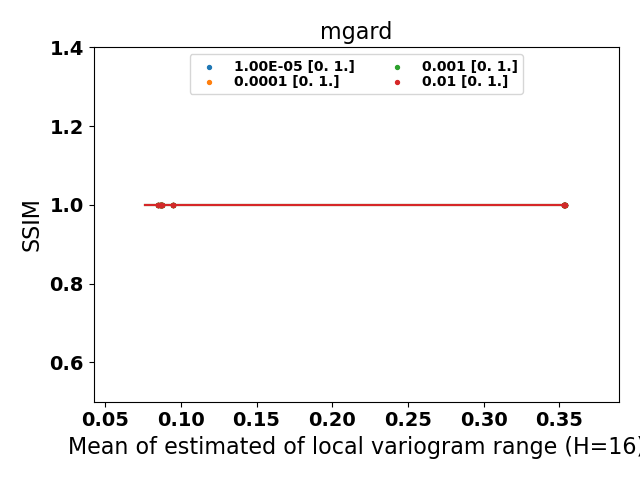 mgard
1.4
1.00E-05 [0. 1.]
0.001 [0. 1.]
0.0001 [0. 1.]
0.01 [0. 1.]
1.2
1.0
0.8
0.6
SSIM
0.05 0.10 0.15 0.20 0.25 0.30 0.35
Mean of estimated of local variogram range (H=16)